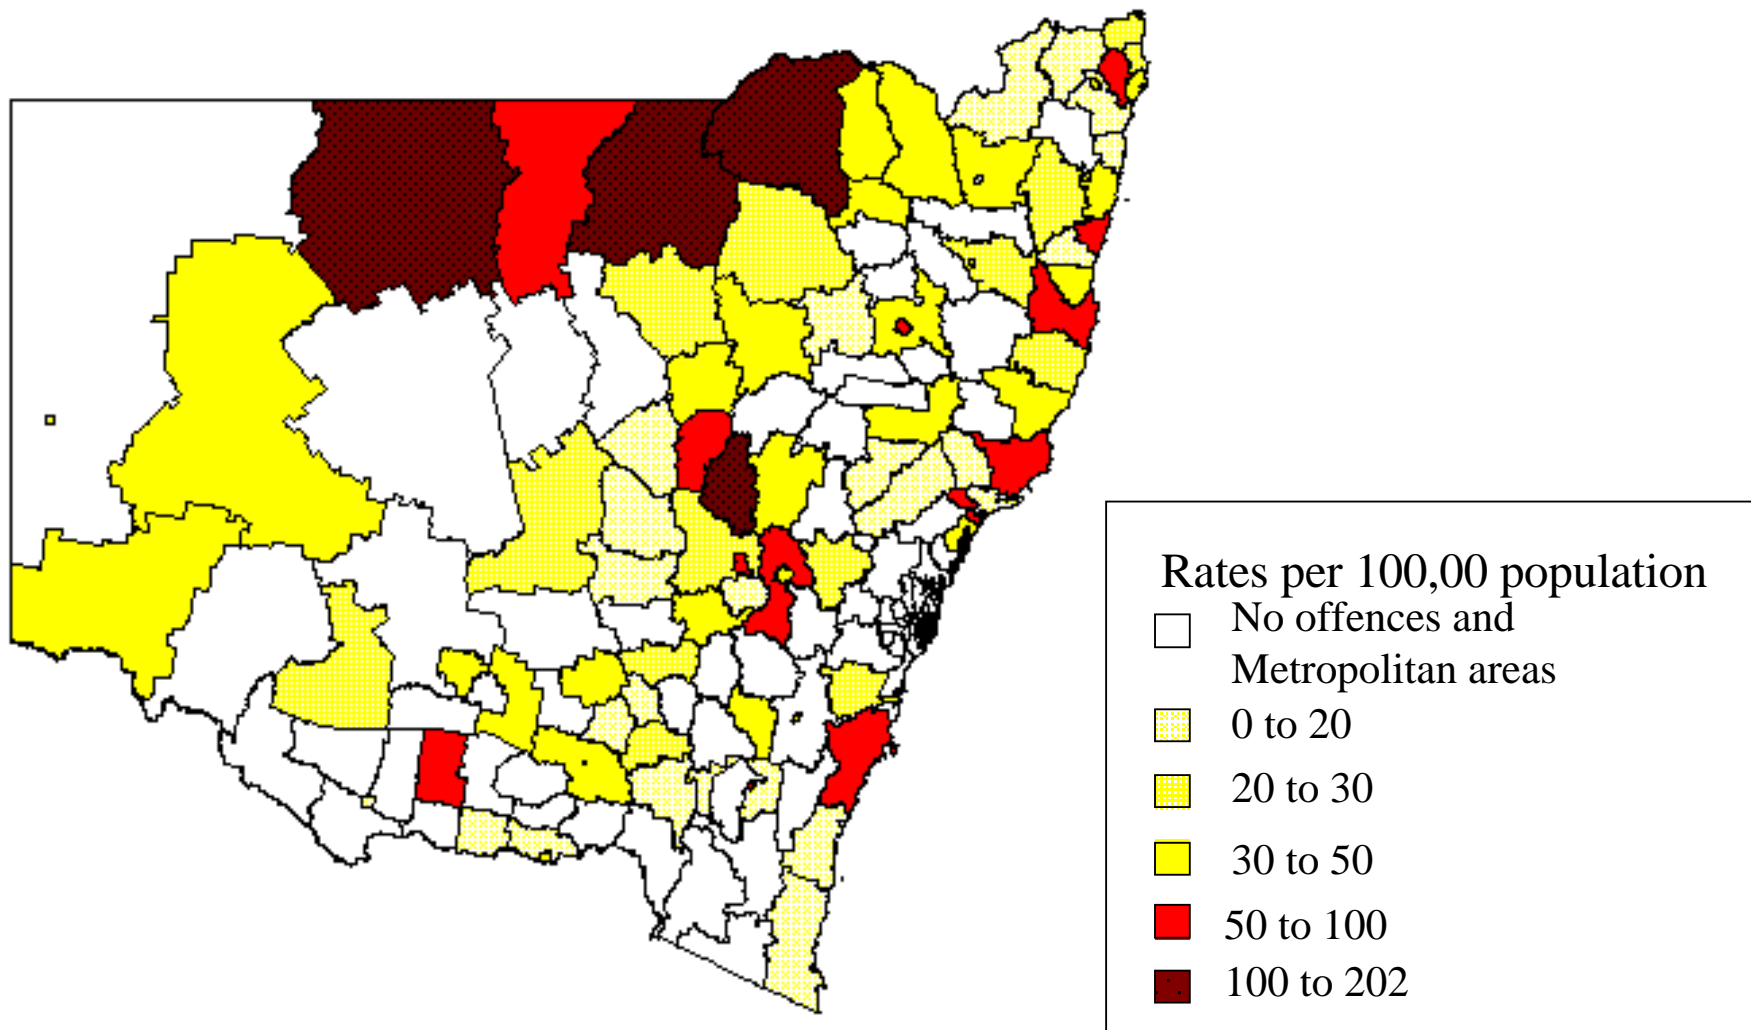 Rates per 100,00 population
No offences and
Metropolitan areas
0 to 20
20 to 30
30 to 50
50 to 100
100 to 202